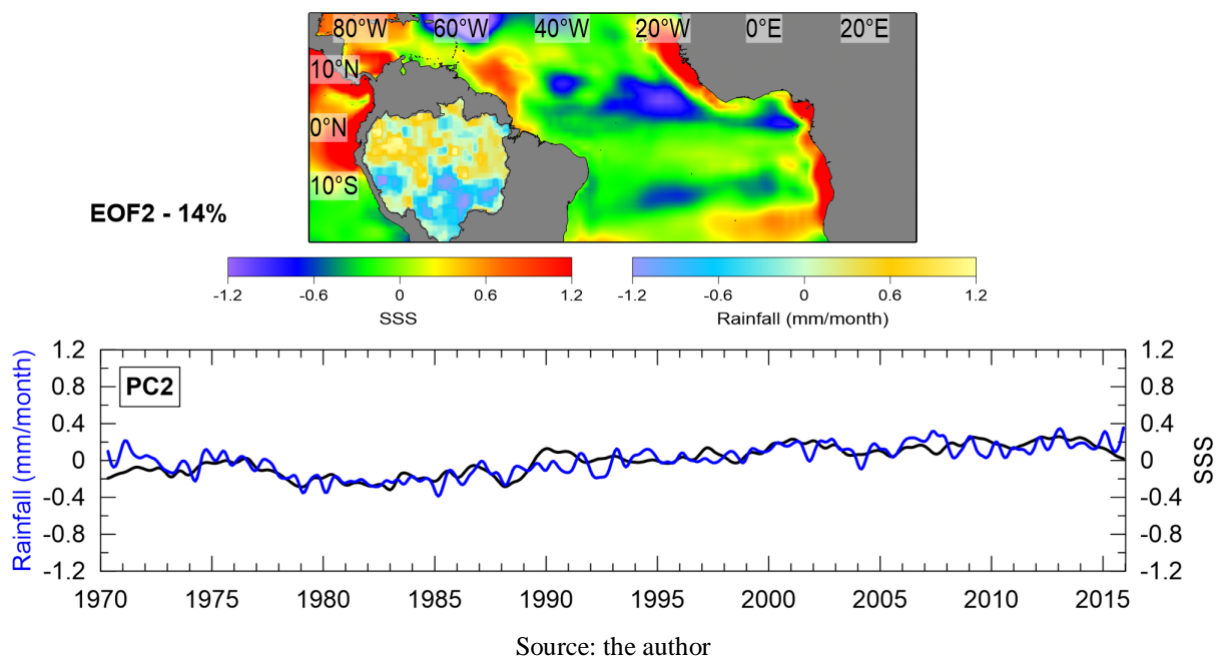 80°W 60°W 40°W 20°W 0°E 20°E
10°N
0°N
10°S
EOF2 - 14%
-1.2 -0.6 0 0.6 1.2
SSS
-1.2 -0.6 0 0.6 1.2
Rainfall (mm/month)
PC2
Rainfall (mm/month)
1.2 0.8 0.4 0 -0.4 -0.8 -1.2
1.2 0.8 0.4 0 -0.4 -0.8 -1.2
SSS
1970 1975 1980 1985 1990 1995 2000 2005 2010 2015
Source: the author